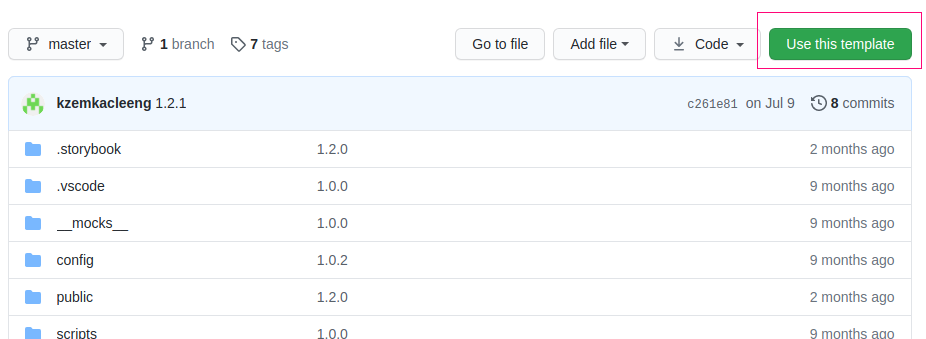 master 1 branch 7 tags Go to file Add file Code Use this template
kzemkacleeng 1.2.1 c261e81 on Jul 9 8 commits
.storybook 1.2.0 2 months ago
.vscode 1.0.0 9 months ago
__mocks__ 1.0.0 9 months ago
config 1.0.2 9 months ago
public 1.2.0 2 months ago
scripts 1.0.0 9 months ago